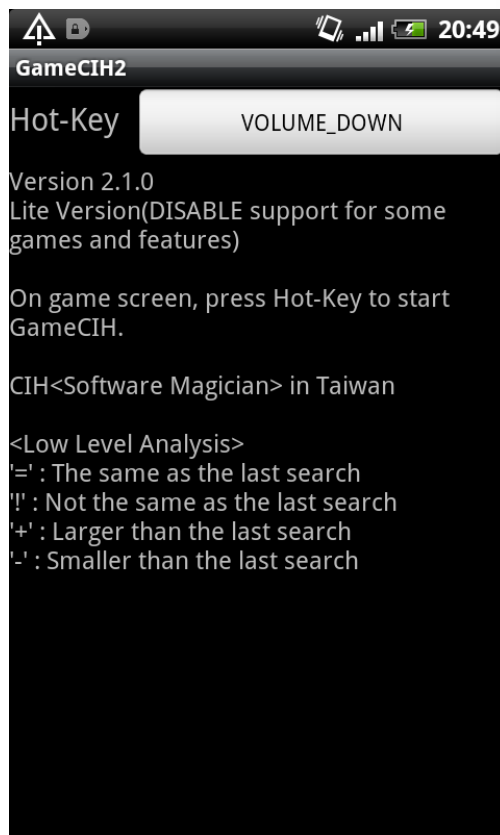 20:49
GameCIH2
Hot-Key VOLUME_DOWN
Version 2.1.0
Lite Version(DISABLE support for some
games and features)
On game screen, press Hot-Key to start
GameCIH.
CIH<Software Magician> in Taiwan
<Low Level Analysis>
'=' : The same as the last search
'!' : Not the same as the last search
'+' : Larger than the last search
'-' : Smaller than the last search